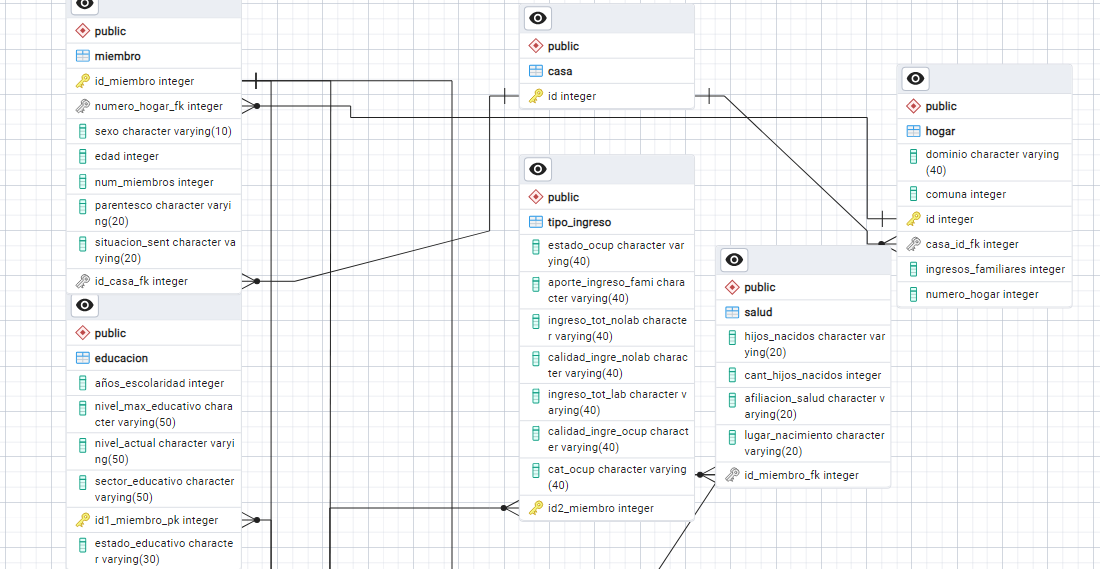 public
miembro
id_miembro integer
numero_hogar_fk integer
sexo character varying(10)
edad integer
num_miembros integer
parentesco character varyi
ng(20)
situacion_sent character va
rying(20)
id_casa_fk integer
public
educacion
años_escolaridad integer
nivel_max_educativo chara
cter varying(50)
nivel_actual character varyi
ng(50)
sector_educativo character
varying(50)
id1_miembro_pk integer
estado_educativo characte
r varying(30)
public
casa
id integer
public
tipo_ingreso
estado_ocup character var
ying(40)
aporte_ingreso_fami chara
cter varying(40)
ingreso_tot_nolab characte
r varying(40)
calidad_ingre_nolab charac
ter varying(40)
ingreso_tot_lab character v
arying(40)
calidad_ingre_ocup charact
er varying(40)
cat_ocup character varying
(40)
id2_miembro integer
public
salud
hijos_nacidos character var
ying(20)
cant_hijos_nacidos integer
afiliacion_salud character v
arying(20)
lugar_nacimiento character
varying(20)
id_miembro_fk integer
public
hogar
dominio character varying
(40)
comuna integer
id integer
casa_id_fk integer
ingresos_familiares integer
numero_hogar integer